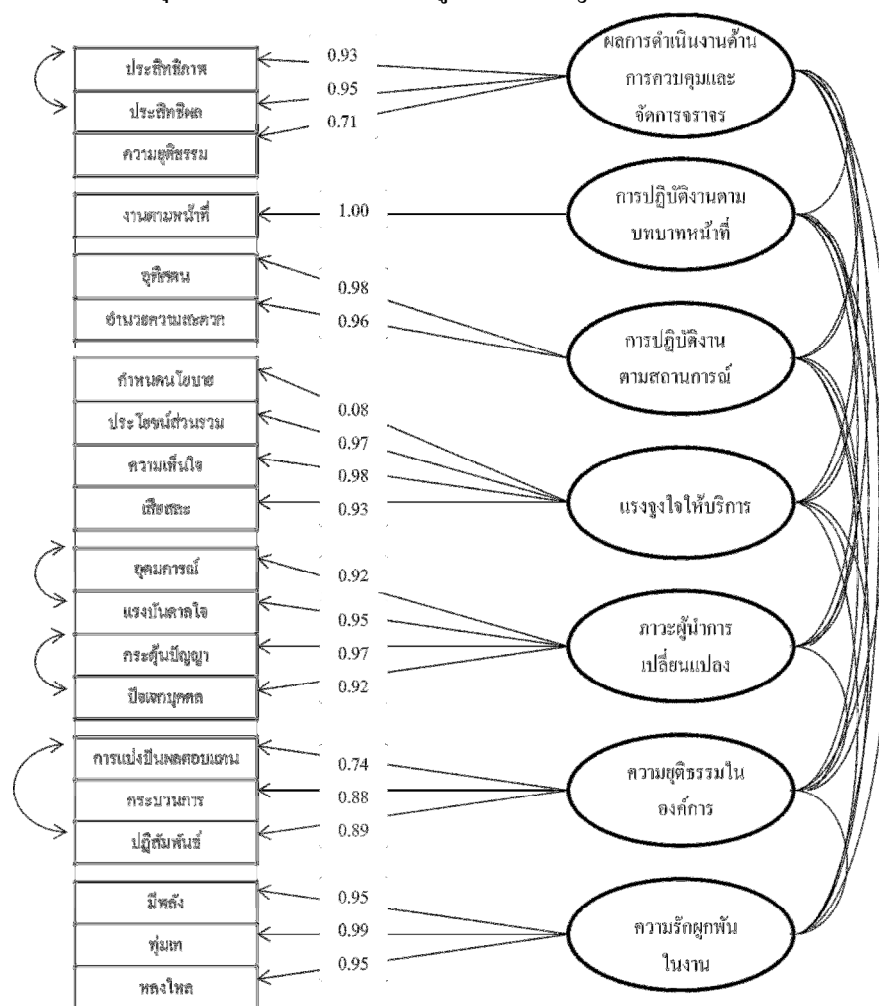 ประสิทธิภาพ
ประสิทธิผล
ความยุติธรรม
งานตามหน้าที่
อุทิศตน
อำนวยความสะดวก
กำหนดนโยบาย
ประโยชน์ส่วนรวม
ความเห็นใจ
เสียสละ
อุดมการณ์
แรงบันดาลใจ
กระตุ้นปัญญา
ปัจเจกบุคคล
การแบ่งปันผลตอบแทน
กระบวนการ
ปฏิสัมพันธ์
มีพลัง
ทุ่มเท
หลงใหล
0.93
0.95
0.71
1.00
0.98
0.96
0.08
0.97
0.98
0.93
0.92
0.95
0.97
0.92
0.74
0.88
0.89
0.95
0.99
0.95
ผลการดำเนินงานด้าน
การควบคุมและ
จัดการจราจร
การปฏิบัติงานตาม
บทบาทหน้าที่
การปฏิบัติงาน
ตามสถานการณ์
แรงจูงใจให้บริการ
ภาวะผู้นำการ
เปลี่ยนแปลง
ความยุติธรรมใน
องค์การ
ความรักผูกพัน
ในงาน